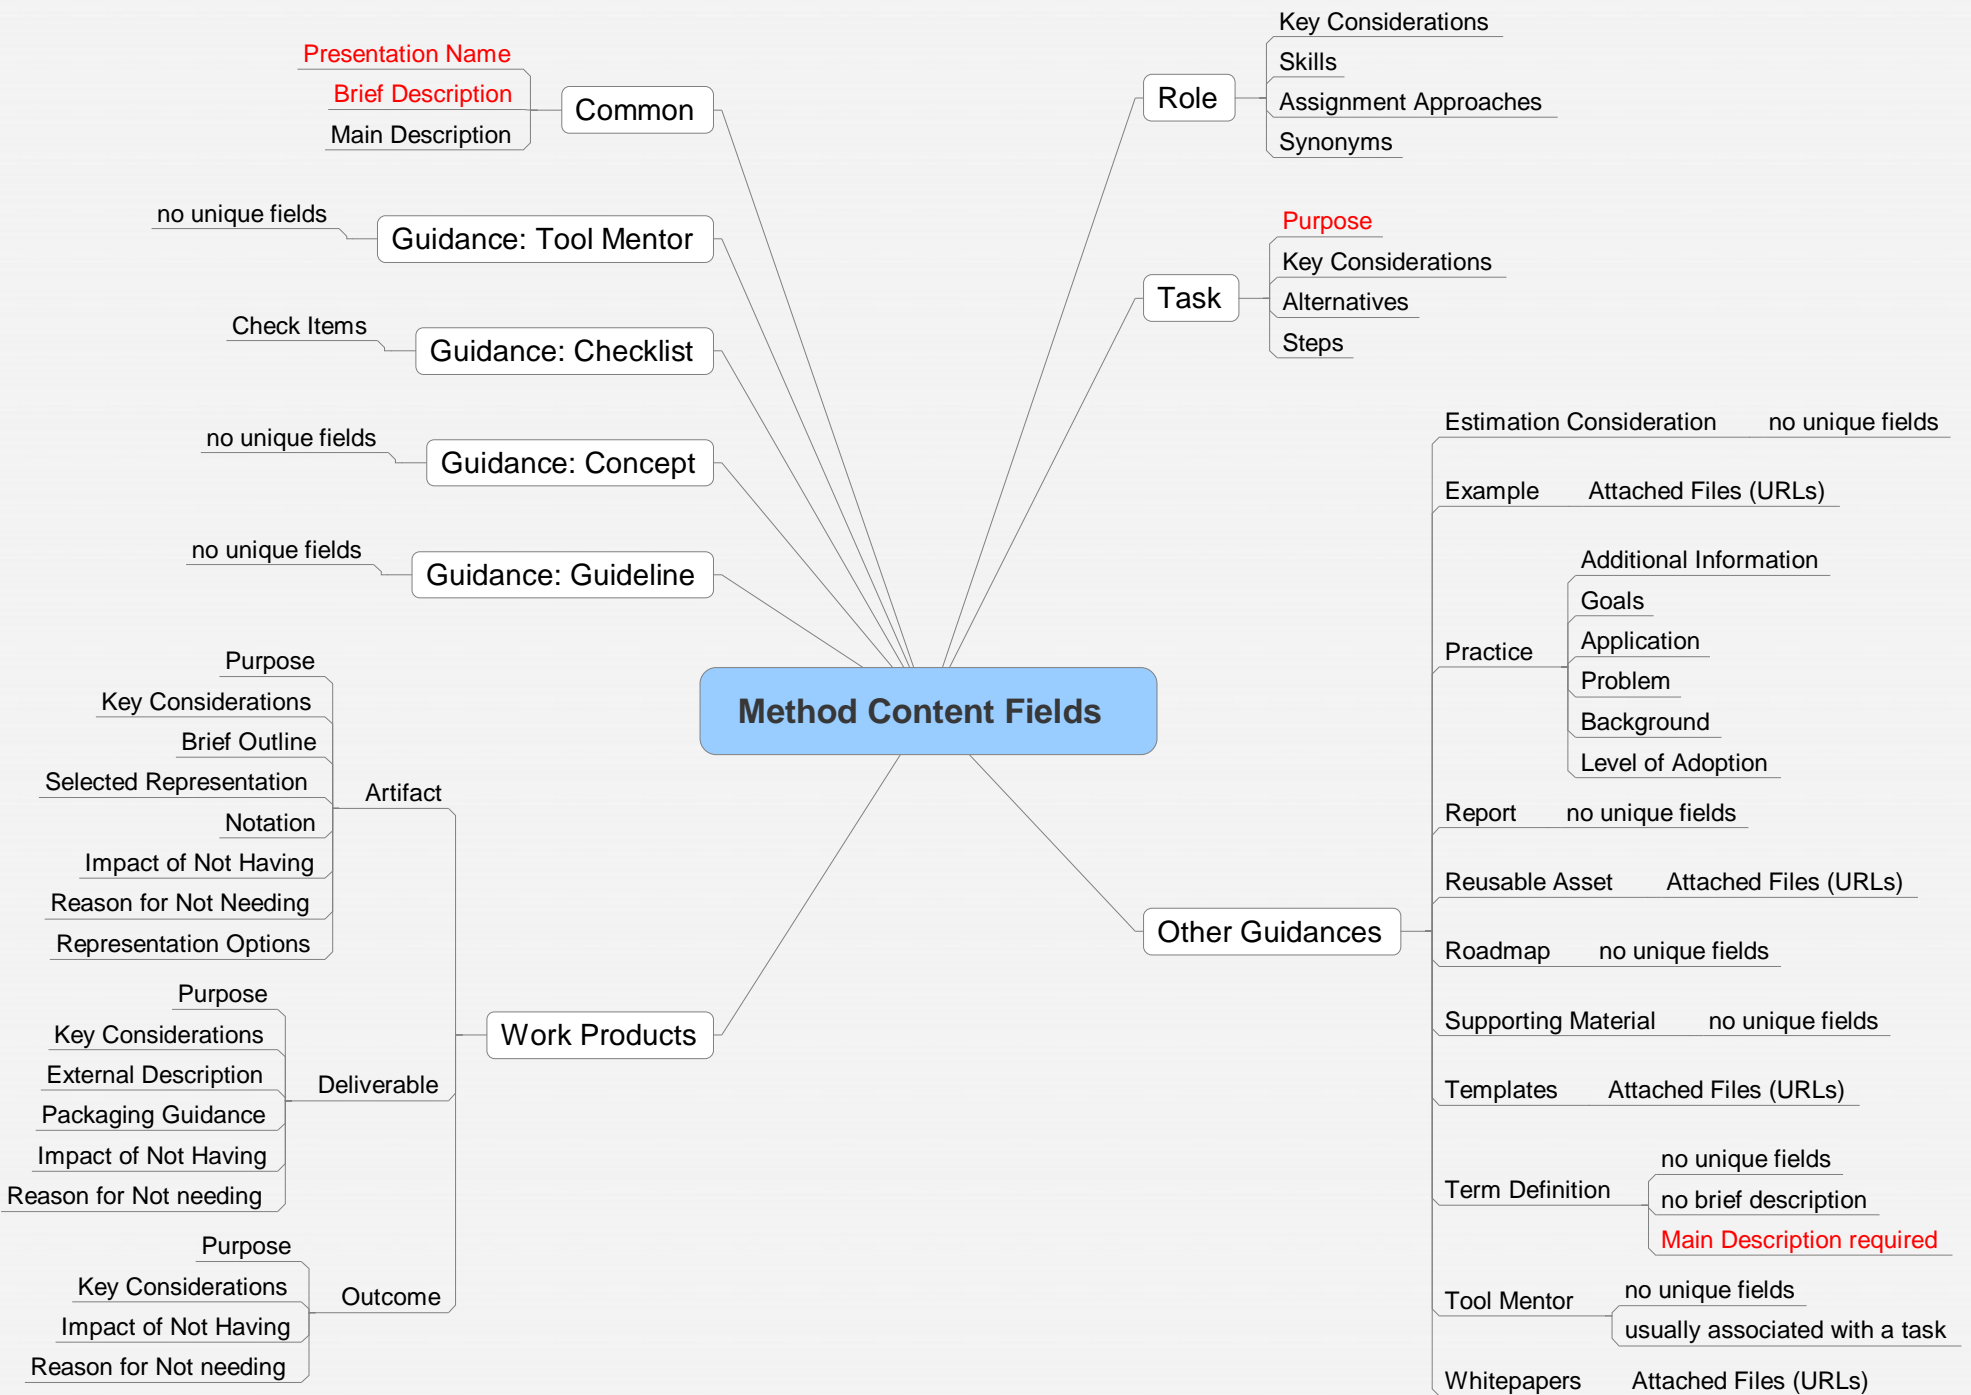 Method Content Fields
Common
Presentation Name
Brief Description
Main Description
Guidance: Tool Mentor
no unique fields
Guidance: Checklist
Check Items
Guidance: Concept
no unique fields
Guidance: Guideline
no unique fields
Work Products
Artifact
Purpose
Key Considerations
Brief Outline
Selected Representation
Notation
Impact of Not Having
Reason for Not Needing
Representation Options
Deliverable
Purpose
Key Considerations
External Description
Packaging Guidance
Impact of Not Having
Reason for Not needing
Outcome
Purpose
Key Considerations
Impact of Not Having
Reason for Not needing
Role
Key Considerations
Skills
Assignment Approaches
Synonyms
Task
Purpose
Key Considerations
Alternatives
Steps
Other Guidances
Estimation Consideration
no unique fields
Example
Attached Files (URLs)
Practice
Additional Information
Goals
Application
Problem
Background
Level of Adoption
Report
no unique fields
Reusable Asset
Attached Files (URLs)
Roadmap
no unique fields
Supporting Material
no unique fields
Templates
Attached Files (URLs)
Term Definition
no unique fields
no brief description
Main Description required
Tool Mentor
no unique fields
usually associated with a task
Whitepapers
Attached Files (URLs)